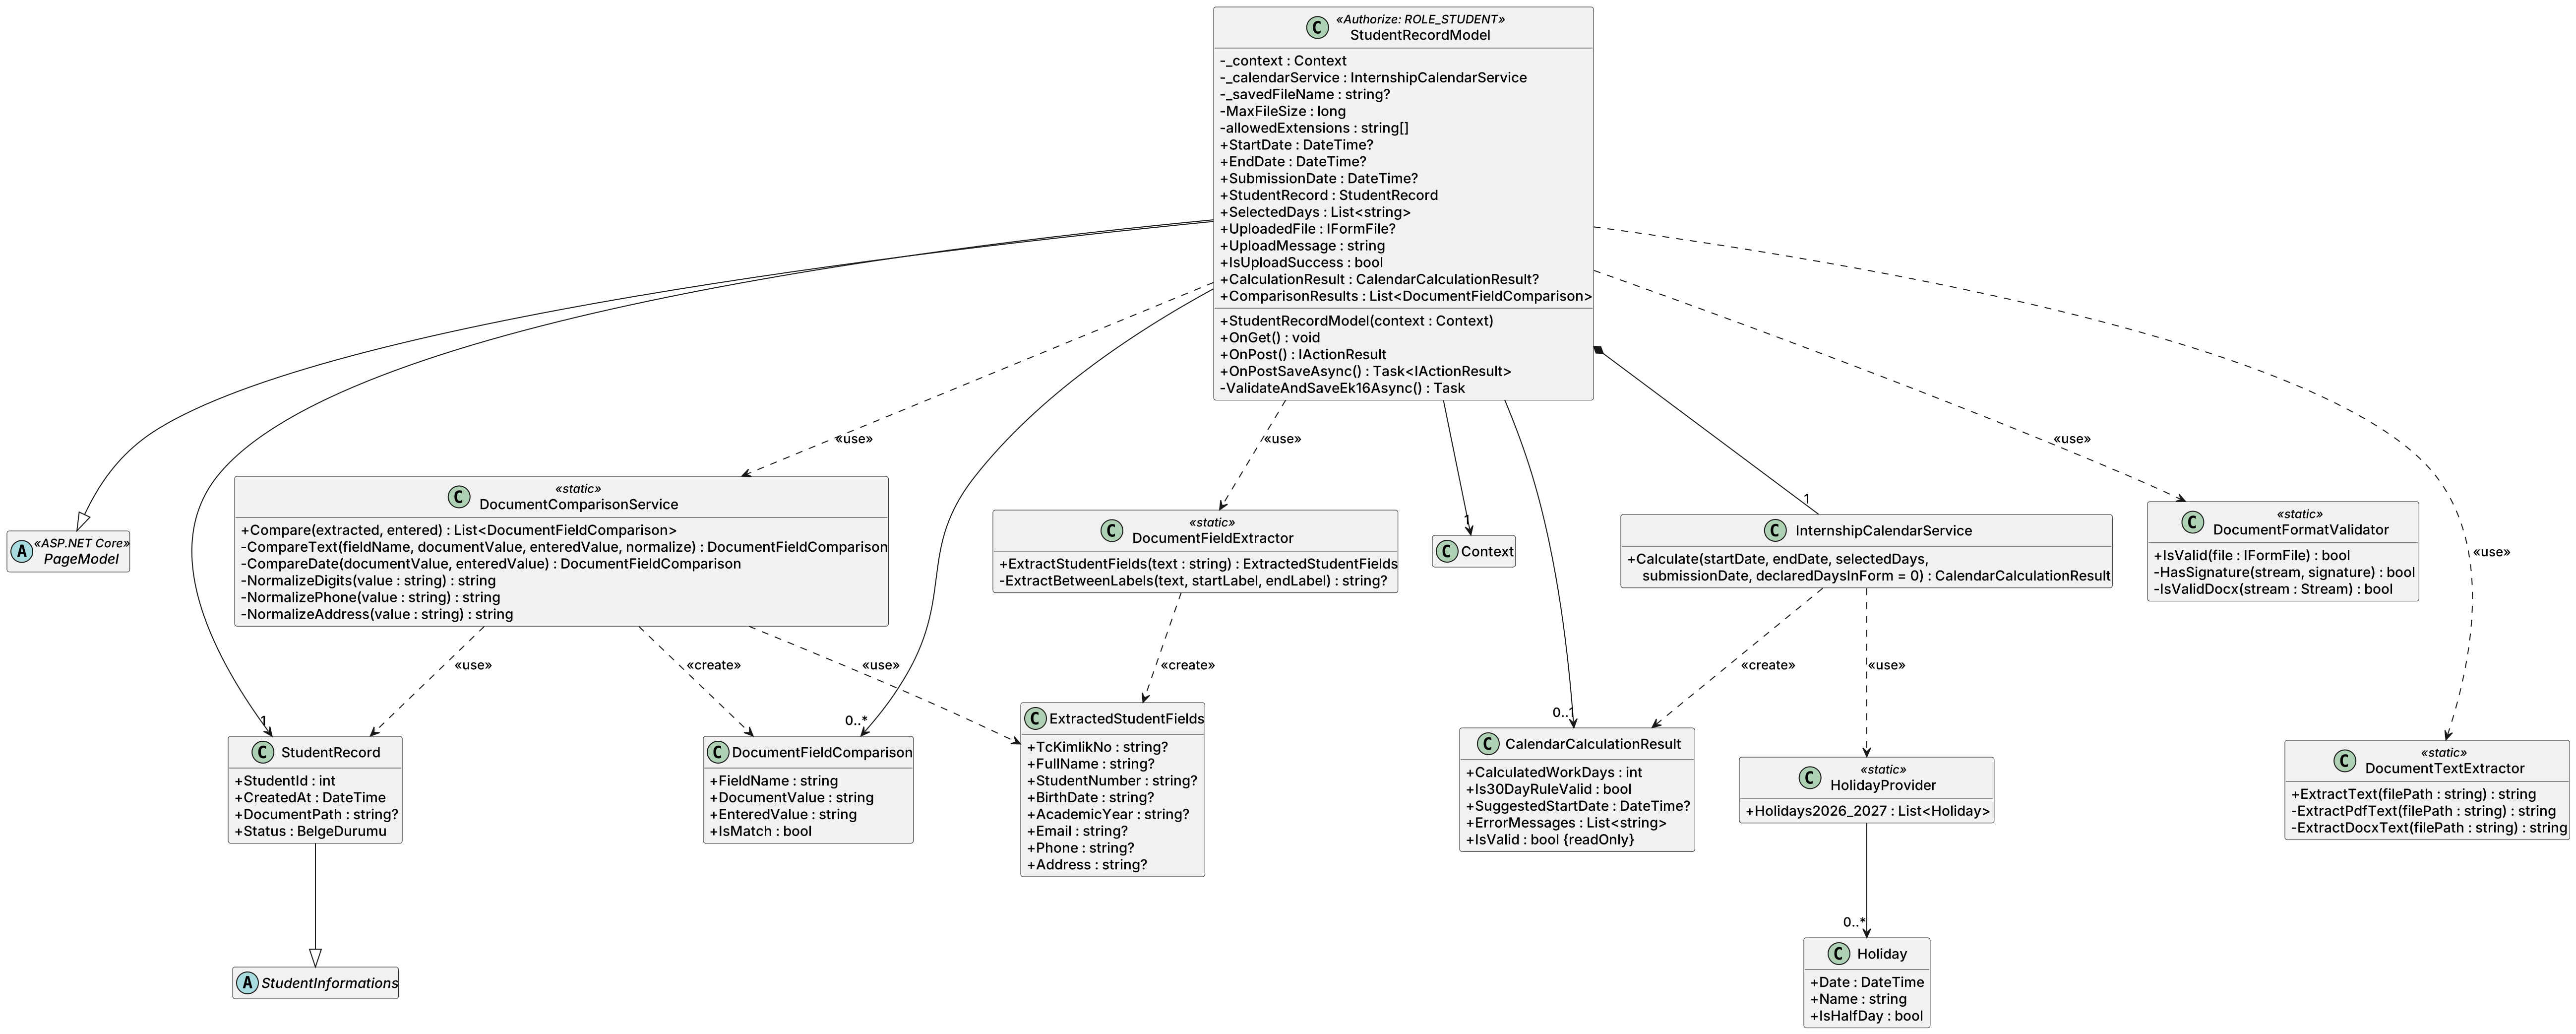 «Authorize: ROLE_STUDENT»
C StudentRecordModel
-_context : Context
-_calendarService : InternshipCalendarService
-_savedFileName : string?
-MaxFileSize : long
-allowedExtensions : string[]
+StartDate : DateTime?
+EndDate : DateTime?
+SubmissionDate : DateTime?
+StudentRecord : StudentRecord
+SelectedDays : List<string>
+UploadedFile : IFormFile?
+UploadMessage : string
+IsUploadSuccess : bool
+CalculationResult : CalendarCalculationResult?
+ComparisonResults : List<DocumentFieldComparison>
+StudentRecordModel(context : Context)
+OnGet() : void
+OnPost() : IActionResult
+OnPostSaveAsync() : Task<IActionResult>
-ValidateAndSaveEk16Async() : Task
«use»
«use»
«use»
«use»
A «ASP.NET Core»
PageModel
«static»
C DocumentComparisonService
+Compare(extracted, entered) : List<DocumentFieldComparison>
-CompareText(fieldName, documentValue, enteredValue, normalize) : DocumentFieldComparison
-CompareDate(documentValue, enteredValue) : DocumentFieldComparison
-NormalizeDigits(value : string) : string
-NormalizePhone(value : string) : string
-NormalizeAddress(value : string) : string
«static»
C DocumentFieldExtractor
+ExtractStudentFields(text : string) : ExtractedStudentFields
-ExtractBetweenLabels(text, startLabel, endLabel) : string?
1
C Context
1
C InternshipCalendarService
+Calculate(startDate, endDate, selectedDays,
submissionDate, declaredDaysInForm = 0) : CalendarCalculationResult
«static»
C DocumentFormatValidator
+IsValid(file : IFormFile) : bool
-HasSignature(stream, signature) : bool
-IsValidDocx(stream : Stream) : bool
«use»
«create»
«use»
«create»
«create»
«use»
1
C StudentRecord
+StudentId : int
+CreatedAt : DateTime
+DocumentPath : string?
+Status : BelgeDurumu
0..*
C DocumentFieldComparison
+FieldName : string
+DocumentValue : string
+EnteredValue : string
+IsMatch : bool
C ExtractedStudentFields
+TcKimlikNo : string?
+FullName : string?
+StudentNumber : string?
+BirthDate : string?
+AcademicYear : string?
+Email : string?
+Phone : string?
+Address : string?
0..1
C CalendarCalculationResult
+CalculatedWorkDays : int
+Is30DayRuleValid : bool
+SuggestedStartDate : DateTime?
+ErrorMessages : List<string>
+IsValid : bool {readOnly}
«static»
C HolidayProvider
+Holidays2026_2027 : List<Holiday>
«static»
C DocumentTextExtractor
+ExtractText(filePath : string) : string
-ExtractPdfText(filePath : string) : string
-ExtractDocxText(filePath : string) : string
A StudentInformations
0..*
C Holiday
+Date : DateTime
+Name : string
+IsHalfDay : bool